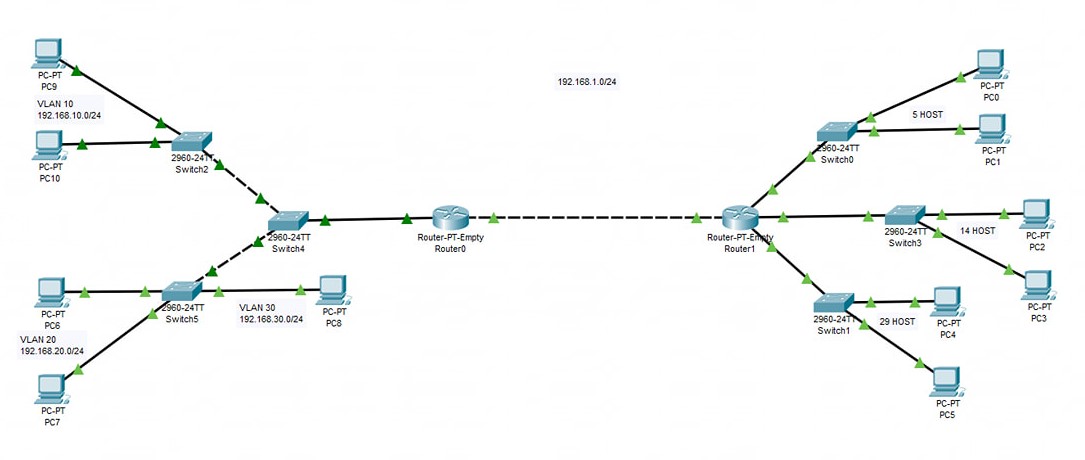 PC-PT
PC9
VLAN 10
192.168.10.0/24
PC-PT
PC10
2960-24TT
Switch2
2960-24TT
Switch4
PC-PT
PC6
VLAN 20
192.168.20.0/24
PC-PT
PC7
2960-24TT
Switch5
VLAN 30
192.168.30.0/24
PC-PT
PC8
Router-PT-Empty
Router0
192.168.1.0/24
Router-PT-Empty
Router1
2960-24TT
Switch0
5 HOST
PC-PT
PC0
PC-PT
PC1
2960-24TT
Switch3
14 HOST
PC-PT
PC2
PC-PT
PC3
2960-24TT
Switch1
29 HOST
PC-PT
PC4
PC-PT
PC5